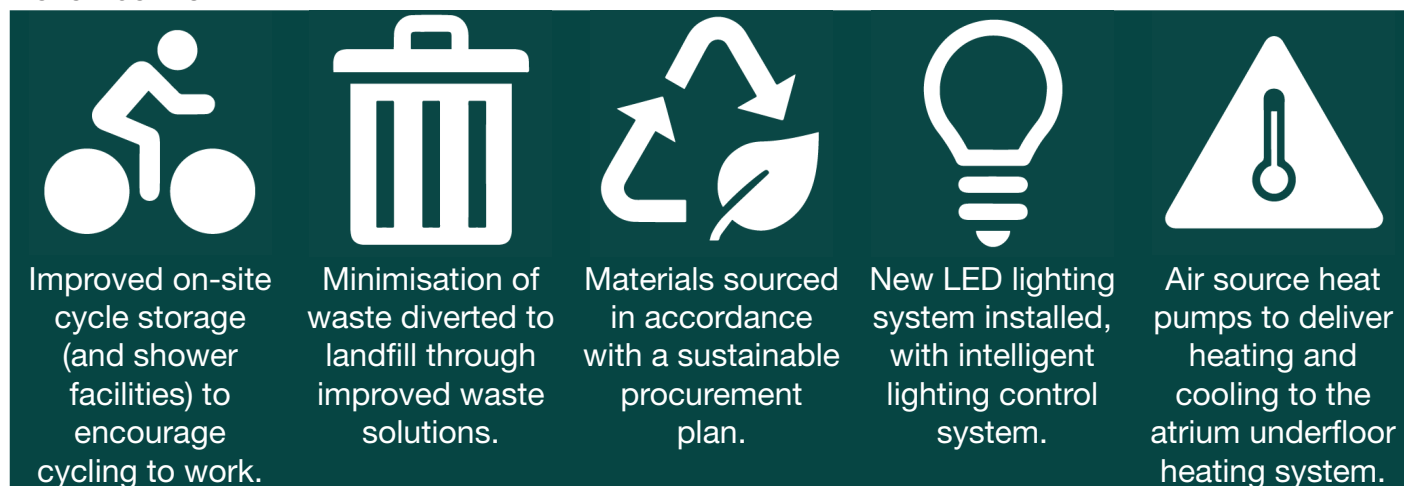 Improved on-site
cycle storage
(and shower
facilities) to
encourage
cycling to work.
Minimisation of
waste diverted to
landfill through
improved waste
solutions.
Materials sourced
in accordance
with a sustainable
procurement
plan.
New LED lighting
system installed,
with intelligent
lighting control
system.
Air source heat
pumps to deliver
heating and
cooling to the
atrium underfloor
heating system.